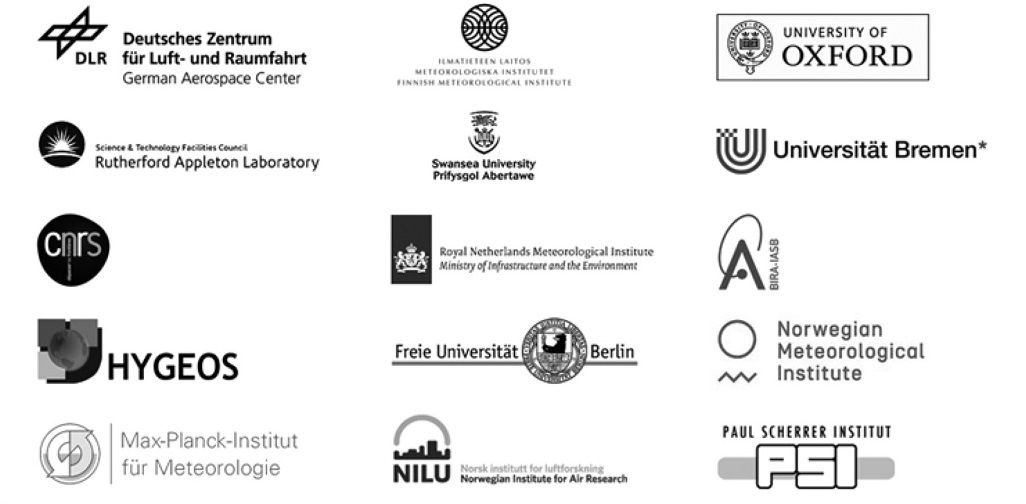 DLR
Deutsches Zentrum
für Luft- und Raumfahrt
German Aerospace Center
ILMATIETEEN LAITOS
METEOROLOGISKA INSTITUTET
FINNISH METEOROLOGICAL INSTITUTE
UNIVERSITY OF
OXFORD
Science & Technology Facilities Council
Rutherford Appleton Laboratory
Swansea University
Prifysgol Abertawe
Universität Bremen*
cnrs
Royal Netherlands Meteorological Institute
Ministry of Infrastructure and the Environment
BIRA-IASB
HYGEOS
Freie Universität Berlin
Norwegian
Meteorological
Institute
Max-Planck-Institut
für Meteorologie
NILU
Norsk institutt for luftforskning
Norwegian Institute for Air Research
PAUL SCHERRER INSTITUT
PSI